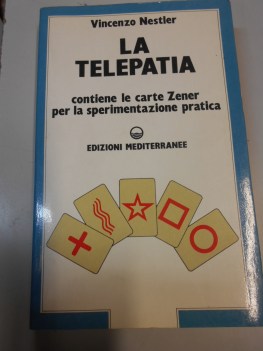 Vincenzo Nestler
LA
TELEPATIA
contiene le carte Zener
per la sperimentazione pratica
EDIZIONI MEDITERRANEE